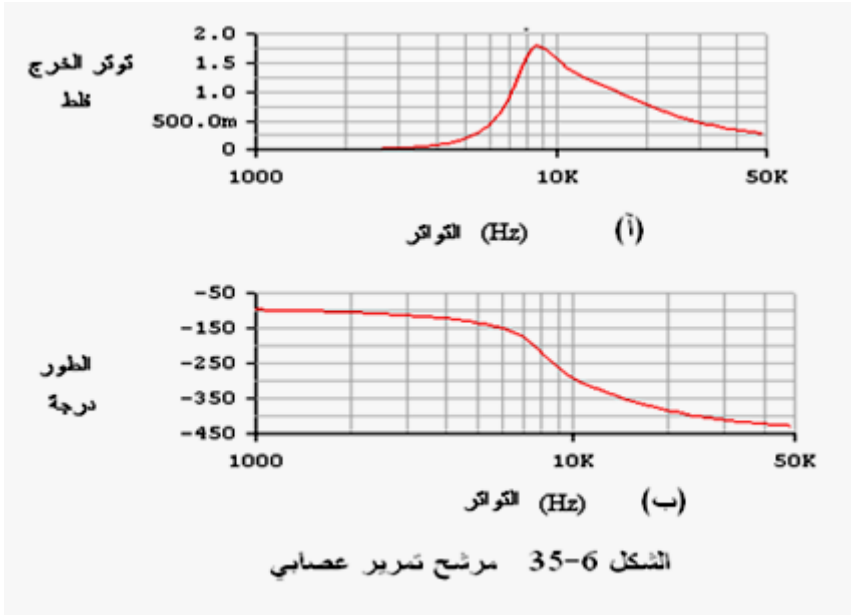 2.0
توتر الخرج
1.5
فلط
1.0
500.0m
0
1000
10K
50K
التواتر (Hz) (آ)
-50
-150
الطور
-250
درجة
-350
-450
1000
10K
50K
التواتر (Hz) (ب)
الشكل 6-35 مرشح تمرير عصابي